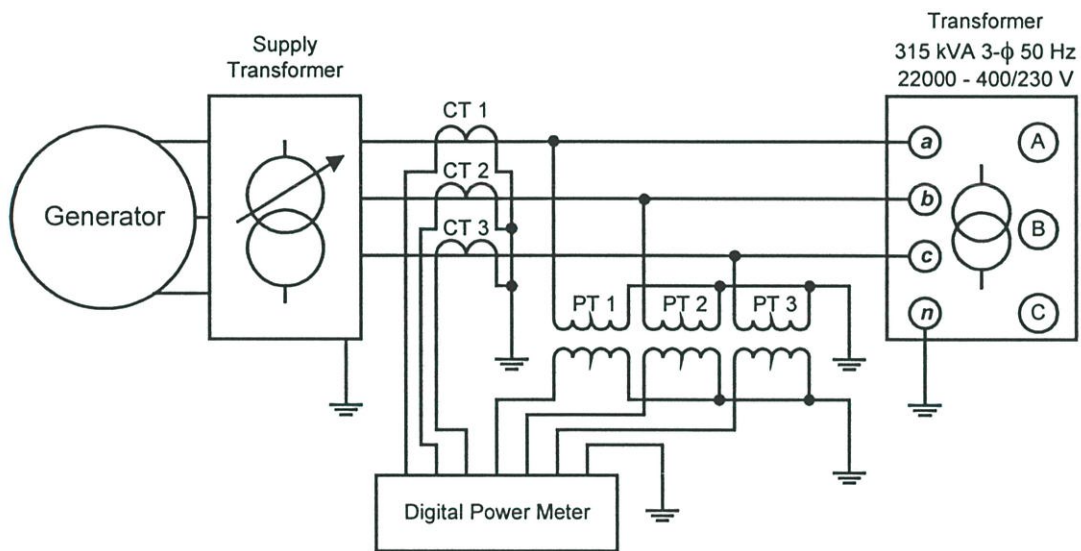 Transformer
315 kVA 3-ϕ 50 Hz
22000 - 400/230 V
Supply
Transformer
CT 1
CT 2
CT 3
Generator
PT 1
PT 2
PT 3
a
b
c
n
A
B
C
Digital Power Meter